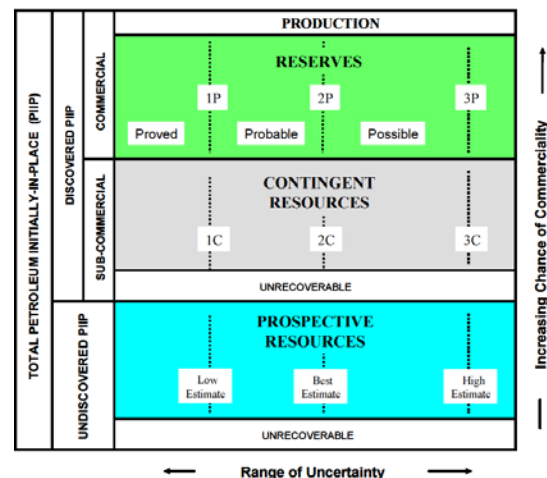 TOTAL PETROLEUM INITIALLY-IN-PLACE (PIIP)
DISCOVERED PIIP
UNDISCOVERED PIIP
COMMERCIAL
SUB-COMMERCIAL
PRODUCTION
RESERVES
1P 2P 3P
Proved Probable Possible
CONTINGENT
RESOURCES
1C 2C 3C
UNRECOVERABLE
PROSPECTIVE
RESOURCES
Low
Estimate
Best
Estimate
High
Estimate
UNRECOVERABLE
Range of Uncertainty
Increasing Chance of Commerciality